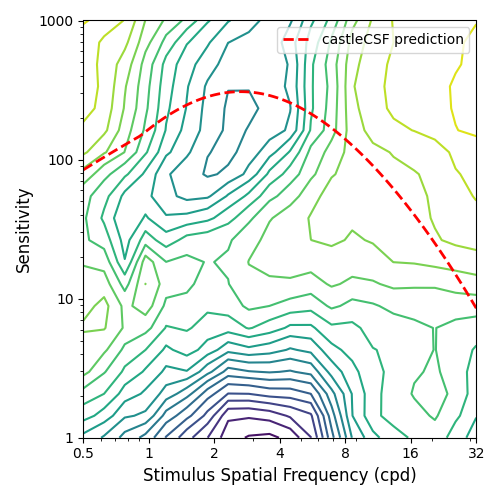 1000
castleCSF prediction
100
10
1
Sensitivity
0.5 1 2 4 8 16 32
Stimulus Spatial Frequency (cpd)